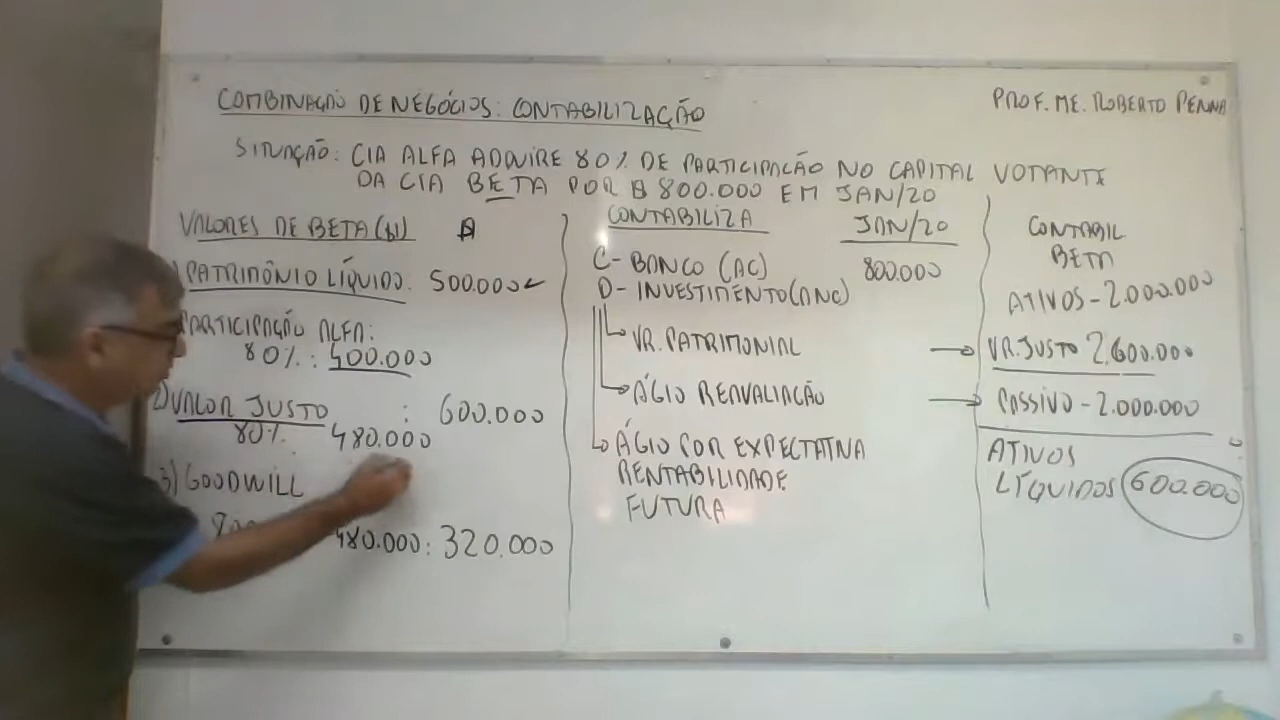 COMBINAÇÃO DE NEGÓCIOS: CONTABILIZAÇÃO
PROF. ME. ROBERTO PENNA
SITUAÇÃO: CIA ALFA ADQUIRE 80% DE PARTICIPAÇÃO NO CAPITAL VOTANTE
DA CIA BETA POR $ 800.000 EM JAN/20
VALORES DE BETA $
PATRIMÔNIO LÍQUIDO: 500.000
PARTICIPAÇÃO ALFA:
80%: 400.000
2) VALOR JUSTO : 600.000
80% 480.000
3) GOODWILL
480.000: 320.000
CONTABILIZA JAN/20
C- BANCO (AC) 800.000
D- INVESTIMENTO (ANC)
VR. PATRIMONIAL
ÁGIO REAVALIAÇÃO
ÁGIO POR EXPECTATIVA
RENTABILIDADE
FUTURA
CONTABIL
BETA
ATIVOS - 2.000.000
VR. JUSTO 2.600.000
PASSIVO - 2.000.000
ATIVOS
LÍQUIDOS 600.000